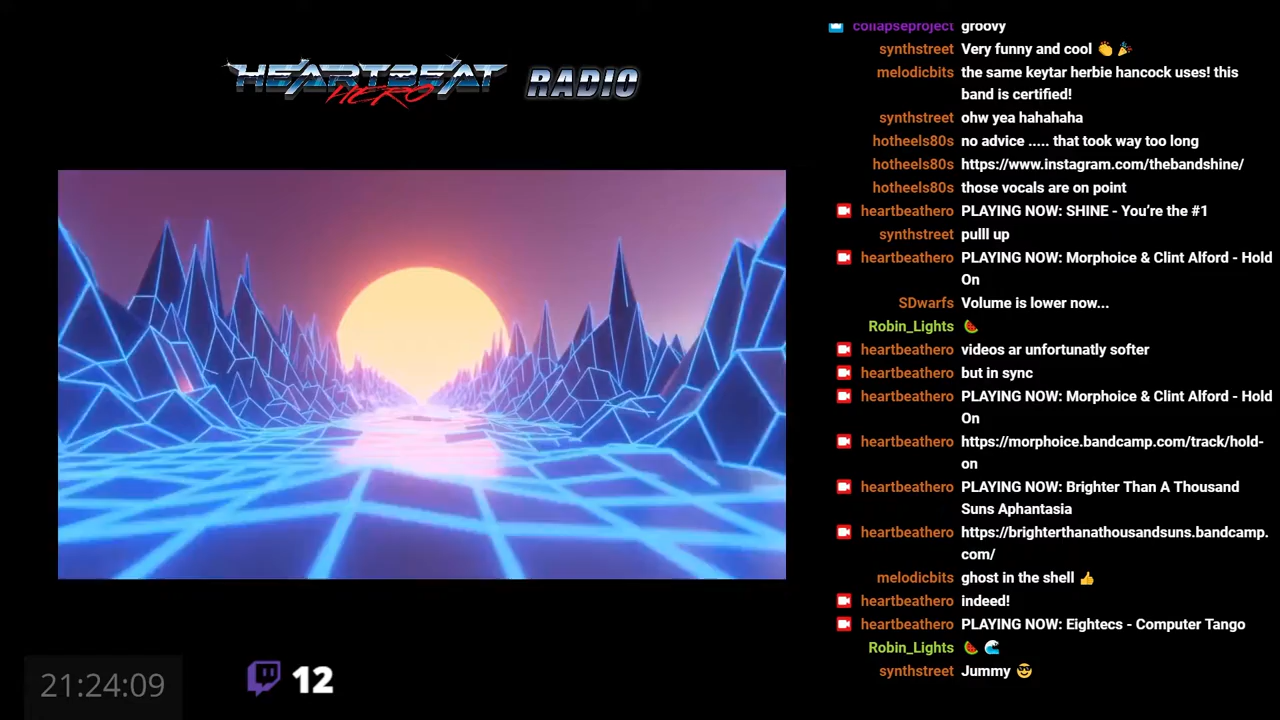 HEARTBEAT
HERO
RADIO
collapseproject groovy
synthstreet Very funny and cool 👏 🎉
melodicbits the same keytar herbie hancock uses! this
band is certified!
synthstreet ohw yea hahahaha
hotheels80s no advice ..... that took way too long
hotheels80s https://www.instagram.com/thebandshine/
hotheels80s those vocals are on point
heartbeathero PLAYING NOW: SHINE - You're the #1
synthstreet pulll up
heartbeathero PLAYING NOW: Morphoice & Clint Alford - Hold
On
SDwarfs Volume is lower now...
Robin_Lights 🍉
heartbeathero videos ar unfortunatly softer
heartbeathero but in sync
heartbeathero PLAYING NOW: Morphoice & Clint Alford - Hold
On
heartbeathero https://morphoice.bandcamp.com/track/hold-
on
heartbeathero PLAYING NOW: Brighter Than A Thousand
Suns Aphantasia
heartbeathero https://brighterthanathousandsuns.bandcamp.
com/
melodicbits ghost in the shell 👍
heartbeathero indeed!
heartbeathero PLAYING NOW: Eightecs - Computer Tango
Robin_Lights 🍉 🌊
synthstreet Jummy 😎
21:24:09
12